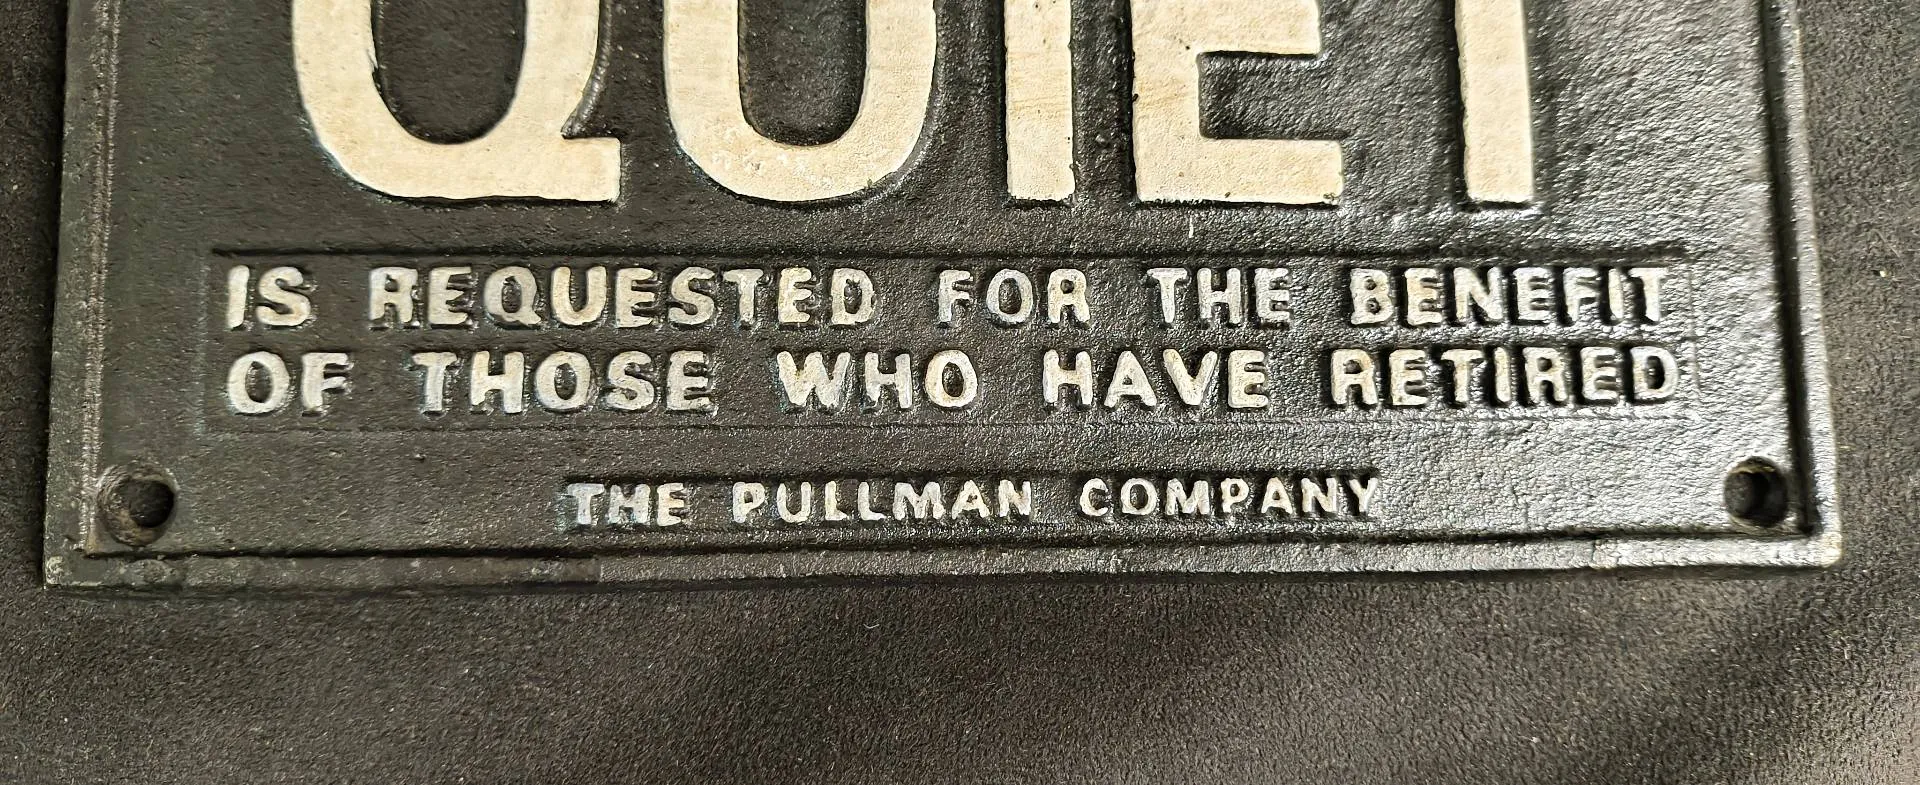 QUIET
IS REQUESTED FOR THE BENEFIT
OF THOSE WHO HAVE RETIRED
THE PULLMAN COMPANY